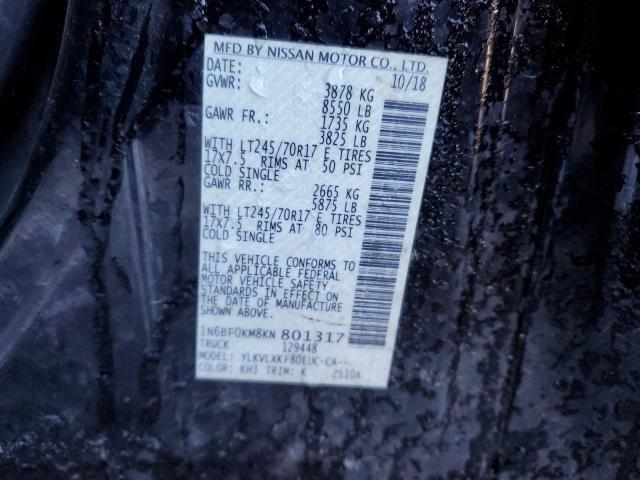 MFD BY NISSAN MOTOR CO., LTD.
DATE: 10/18
GVWR: 3878 KG
8550 LB
GAWR FR.: 1735 KG
3825 LB
WITH LT245/70R17 E TIRES
17X7.5 RIMS AT 50 PSI
COLD SINGLE
GAWR RR.: 2665 KG
5875 LB
WITH LT245/70R17 E TIRES
17X7.5 RIMS AT 80 PSI
COLD SINGLE
THIS VEHICLE CONFORMS TO
ALL APPLICABLE FEDERAL
MOTOR VEHICLE SAFETY
STANDARDS IN EFFECT ON
THE DATE OF MANUFACTURE
SHOWN ABOVE.
1N6BF0KM8KN 801317
TRUCK 129448
MODEL: YLKVLXKF80EUC-CA--
COLOR: KH3 TRIM: K 2S10A